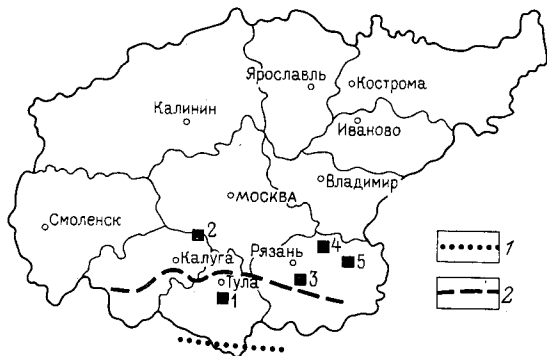 Ярославль
Кострома
Калинин
Иваново
МОСКВА
Владимир
Смоленск
2
4
Рязань
5
Калуга
3
Тула
1
1
2